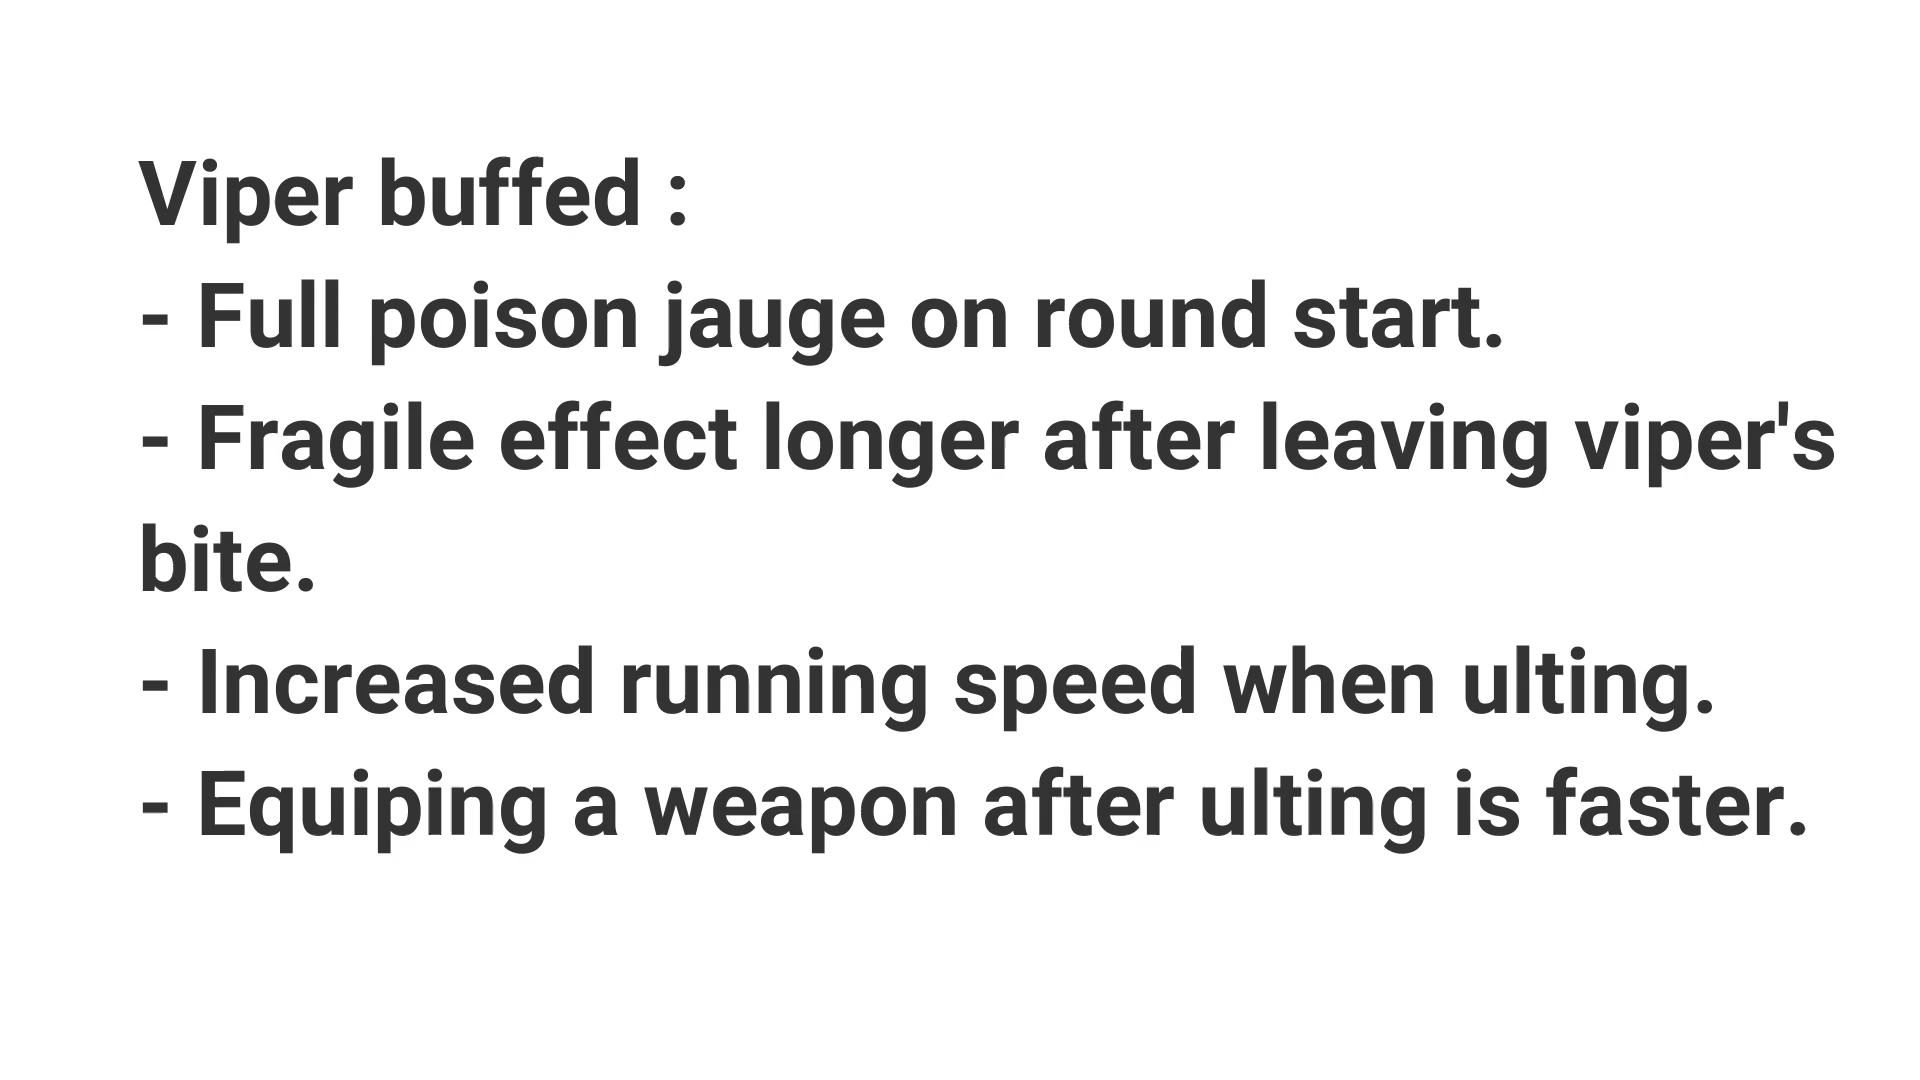 Viper buffed :
- Full poison jauge on round start.
- Fragile effect longer after leaving viper's
bite.
- Increased running speed when ulting.
- Equiping a weapon after ulting is faster.